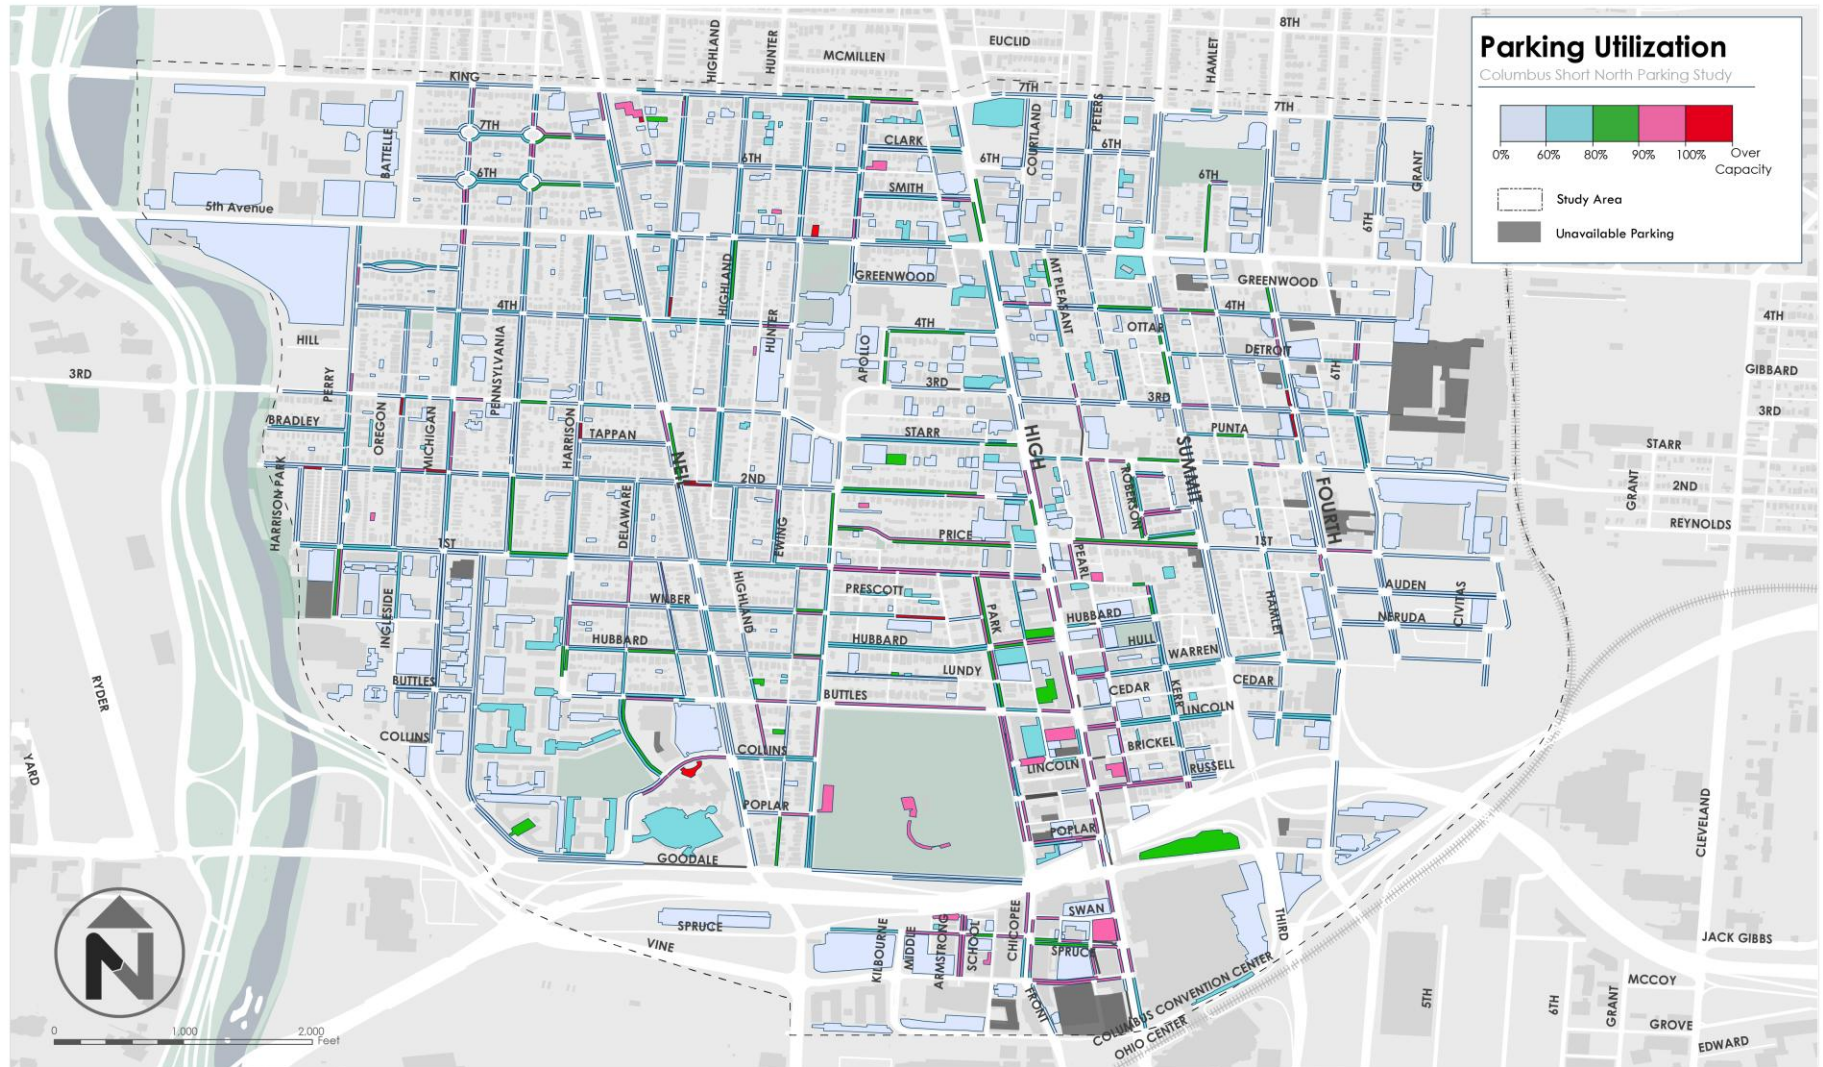 Parking Utilization
Columbus Short North Parking Study
0%
60%
80%
90%
100%
Over
Capacity
Study Area
Unavailable Parking
8TH
EUCLID
HIGHLAND
HUNTER
MCMILLEN
HAMLET
KING
7TH
7TH
7TH
BATTELLE
CLARK
COURTLAND
PETERS
6TH
6TH
6TH
6TH
6TH
GRANT
SMITH
5th Avenue
6TH
HIGHLAND
GREENWOOD
MT PLEASANT
GREENWOOD
4TH
4TH
4TH
4TH
HILL
PENNSYLVANIA
HUNTER
APOLLO
OTTAR
DETROIT
6TH
3RD
PERRY
3RD
3RD
GIBBARD
3RD
BRADLEY
OREGON
MICHIGAN
HARRISON
TAPPAN
STARR
PUNTA
STARR
HIGH
SUMMIT
NEIL
2ND
ROBERSON
FOURTH
GRANT
2ND
REYNOLDS
HARRISON PARK
DELAWARE
EWING
1ST
PRICE
PEARL
1ST
INGLESIDE
WILBER
HIGHLAND
PRESCOTT
PARK
HUBBARD
HAMLET
AUDEN
NERUDA
CIVITAS
HUBBARD
HUBBARD
HULL
WARREN
LUNDY
RYDER
BUTTLES
BUTTLES
CEDAR
KERR
CEDAR
LINCOLN
COLLINS
COLLINS
BRICKEL
YARD
LINCOLN
RUSSELL
POPLAR
POPLAR
CLEVELAND
GOODALE
N
SPRUCE
VINE
KILBOURNE
MIDDLE
ARMSTRONG
SCHOOL
CHICOPEE
SWAN
SPRUCE
THIRD
JACK GIBBS
COLUMBUS CONVENTION CENTER
OHIO CENTER
FRONT
5TH
6TH
GRANT
MCCOY
GROVE
EDWARD
0
1,000
2,000
Feet